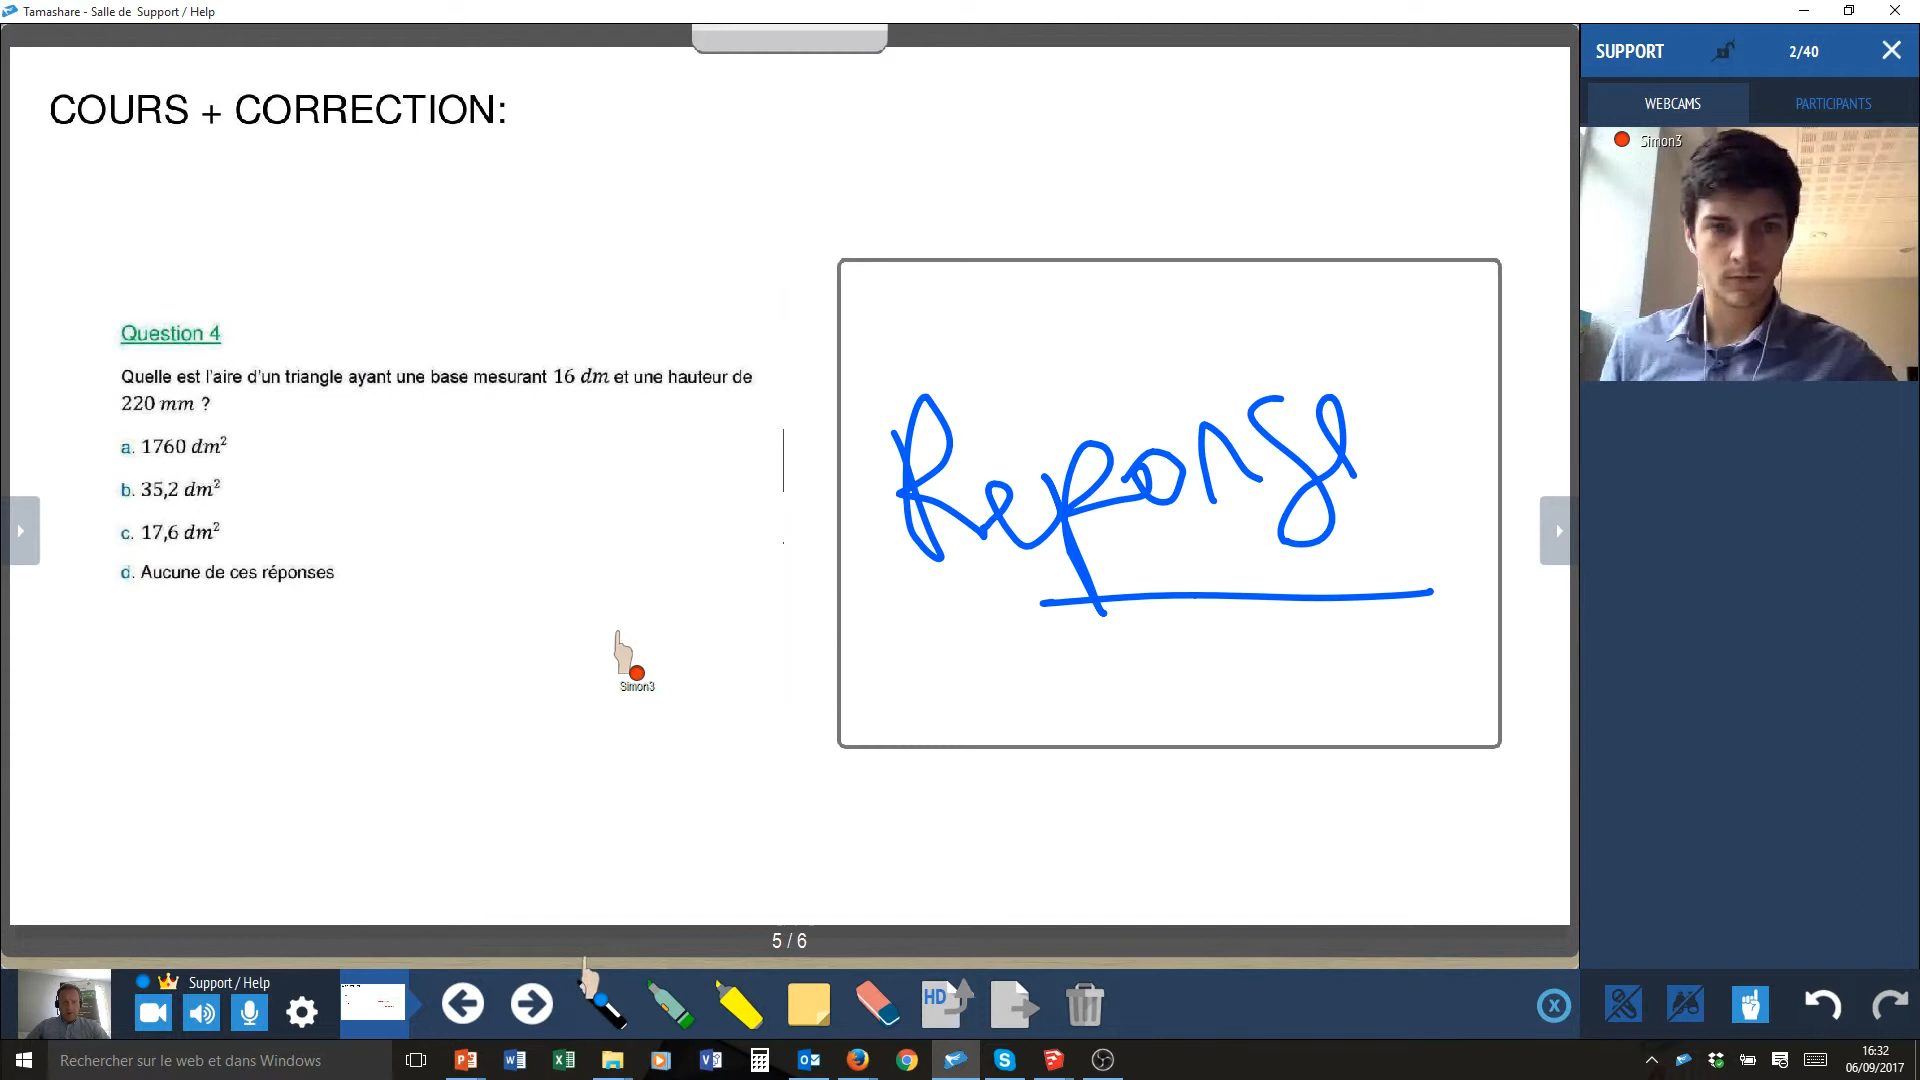 Tamashare - Salle de Support / Help
SUPPORT
2/40
WEBCAMS
PARTICIPANTS
Simon3
COURS + CORRECTION:
Question 4
Quelle est l'aire d'un triangle ayant une base mesurant 16 dm et une hauteur de
220 mm ?
a. 1760 dm²
b. 35,2 dm²
c. 17,6 dm²
d. Aucune de ces réponses
Reponse
Simon3
5 / 6
Support / Help
HD
Rechercher sur le web et dans Windows
16:32
06/09/2017